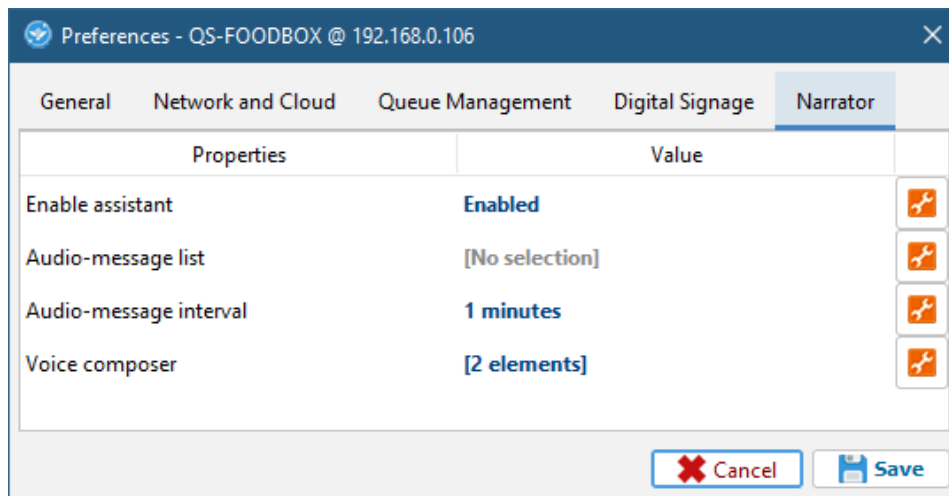 Preferences - QS-FOODBOX @ 192.168.0.106
General Network and Cloud Queue Management Digital Signage Narrator
Properties Value
Enable assistant Enabled
Audio-message list [No selection]
Audio-message interval 1 minutes
Voice composer [2 elements]
Cancel Save